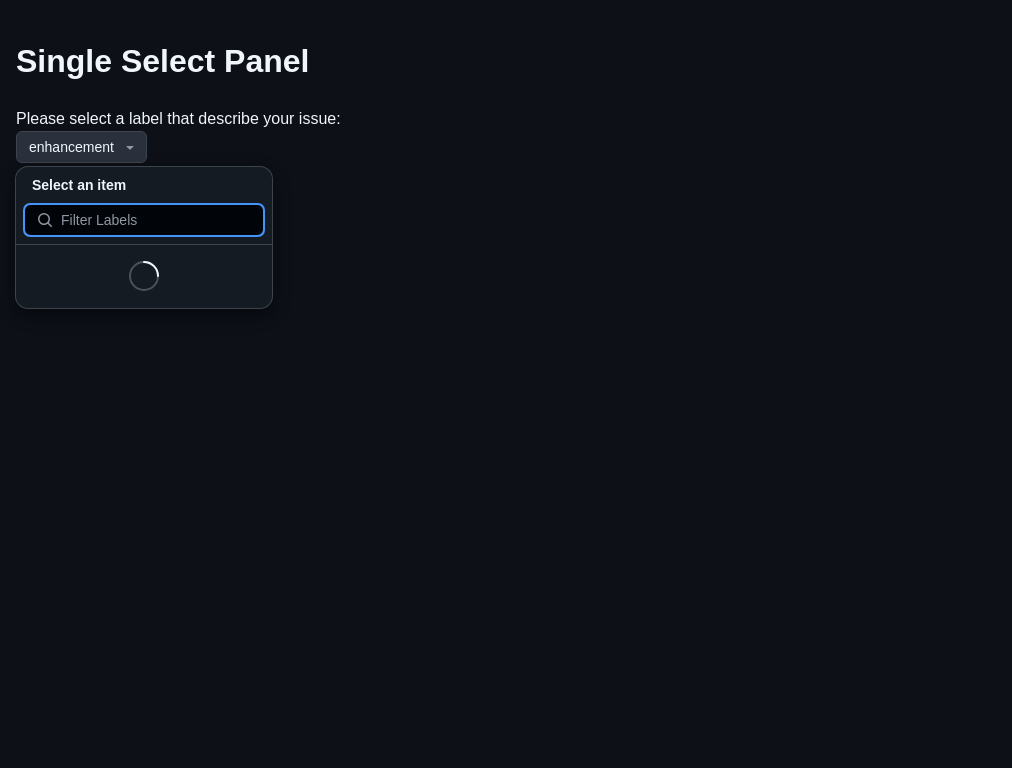 Single Select Panel
Please select a label that describe your issue:
enhancement
Select an item
Filter Labels